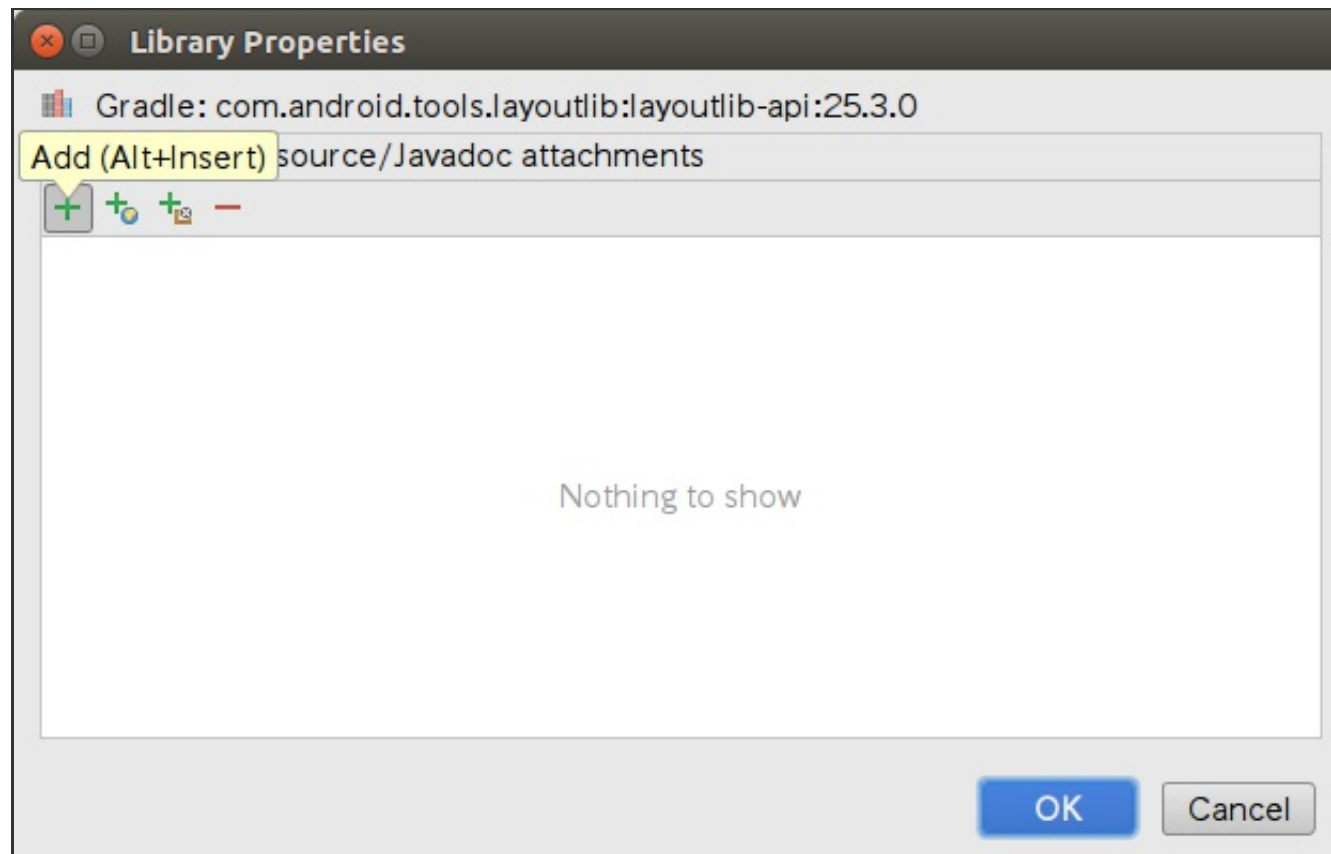 Library Properties
Gradle: com.android.tools.layoutlib:layoutlib-api:25.3.0
Add (Alt+Insert) source/Javadoc attachments
Nothing to show
OK Cancel